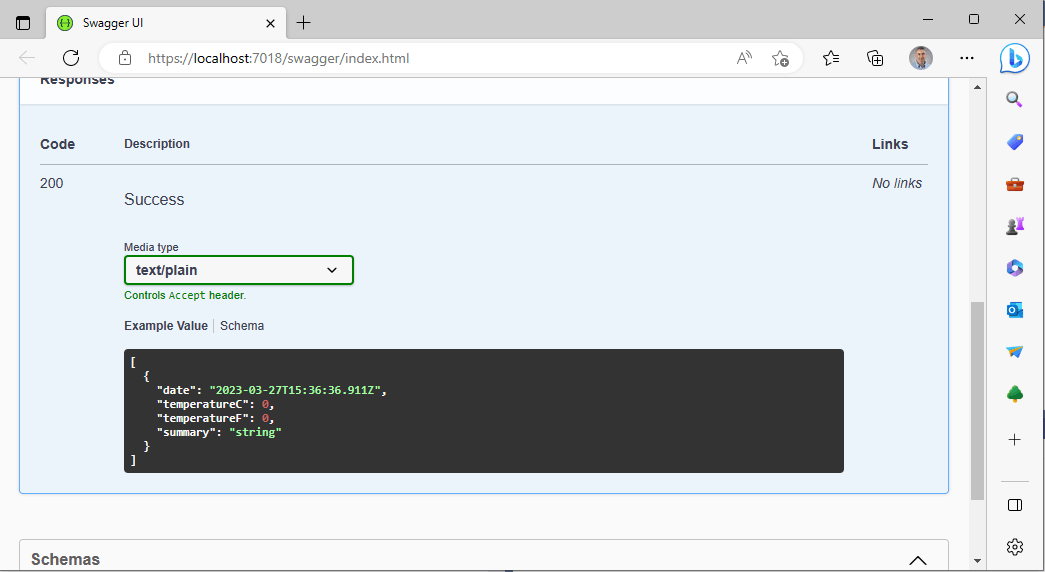 Swagger UI
https://localhost:7018/swagger/index.html
Responses
Code Description Links
200 Success No links
Media type
text/plain
Controls Accept header.
Example Value Schema
[
{
"date": "2023-03-27T15:36:36.911Z",
"temperatureC": 0,
"temperatureF": 0,
"summary": "string"
}
]
Schemas